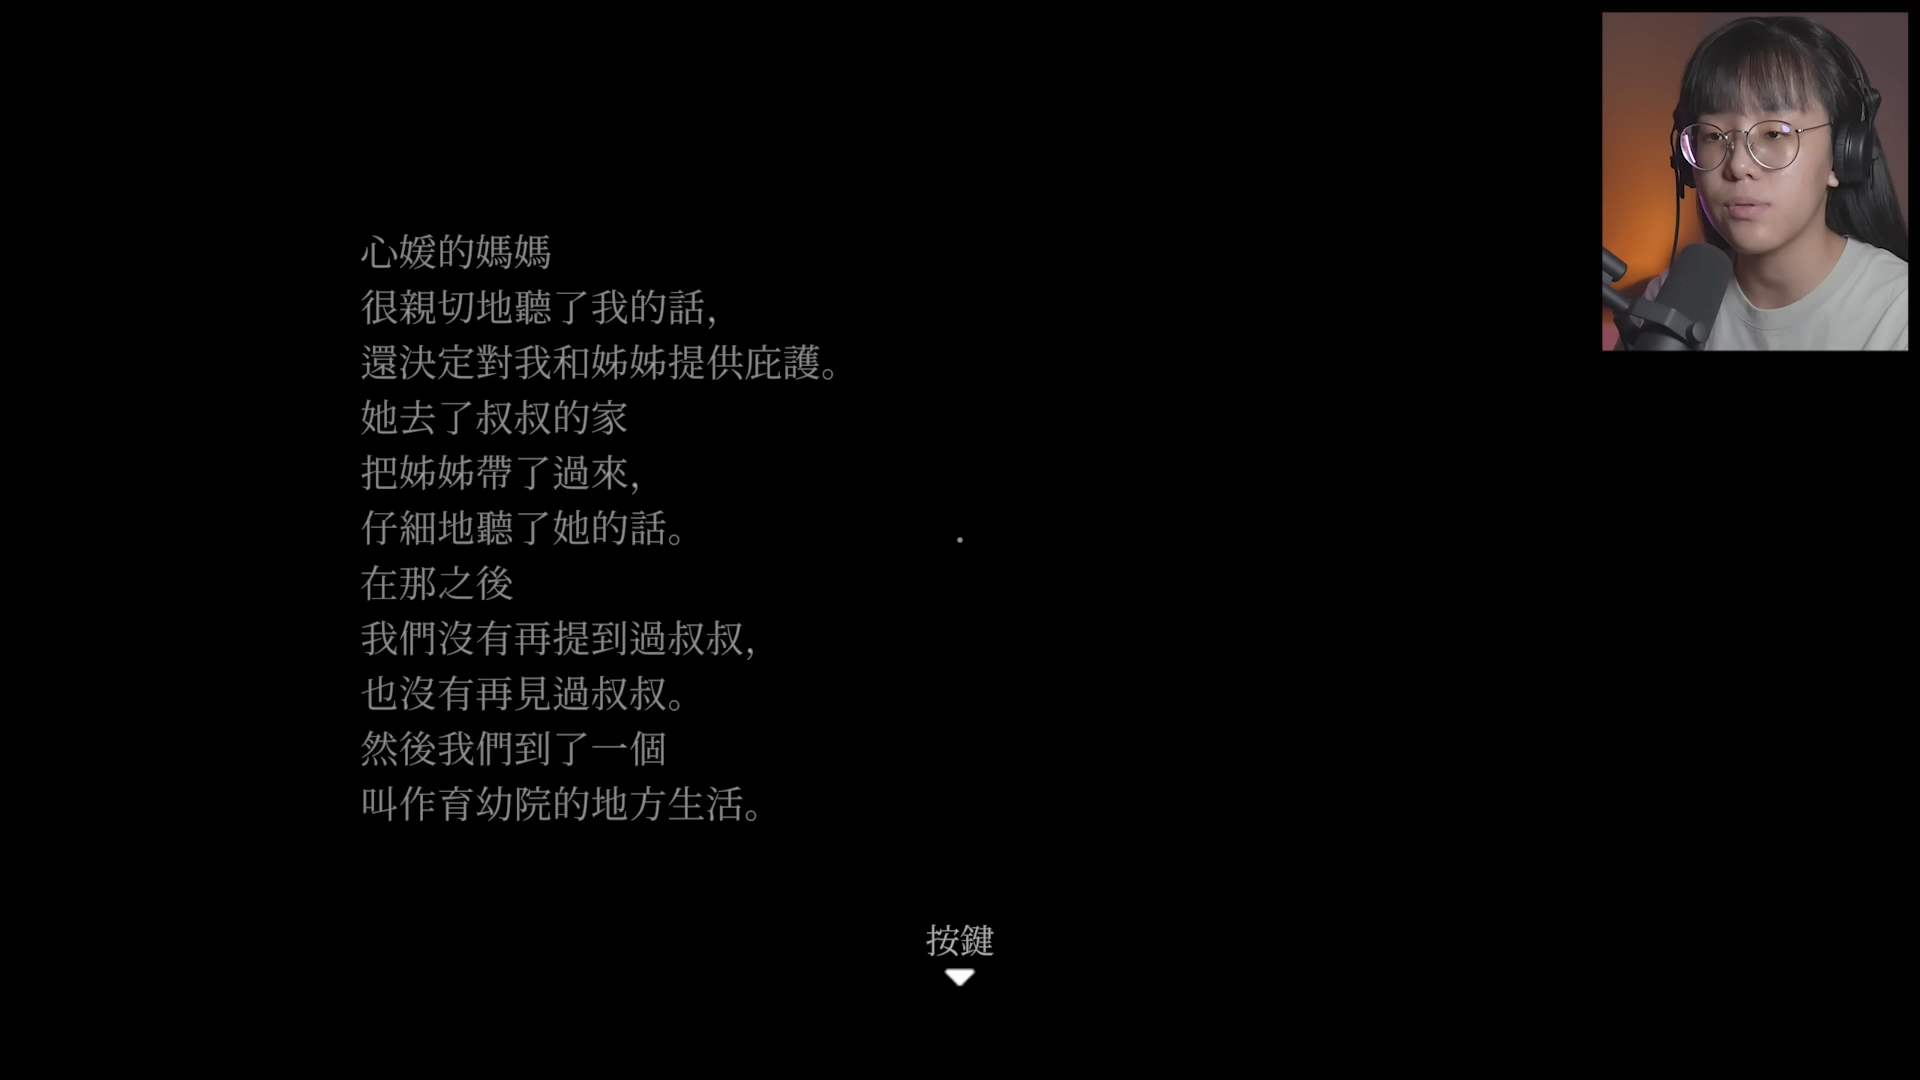 心媛的媽媽
很親切地聽了我的話,
還決定對我和姊姊提供庇護。
她去了叔叔的家
把姊姊帶了過來,
仔細地聽了她的話。
在那之後
我們沒有再提到過叔叔,
也沒有再見過叔叔。
然後我們到了一個
叫作育幼院的地方生活。
按鍵